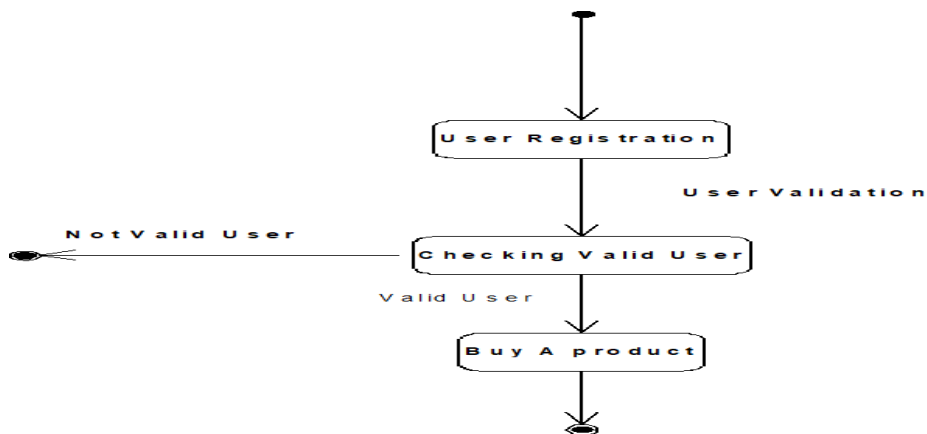 User Registration
User Validation
Not Valid User
Checking Valid User
Valid User
Buy A product